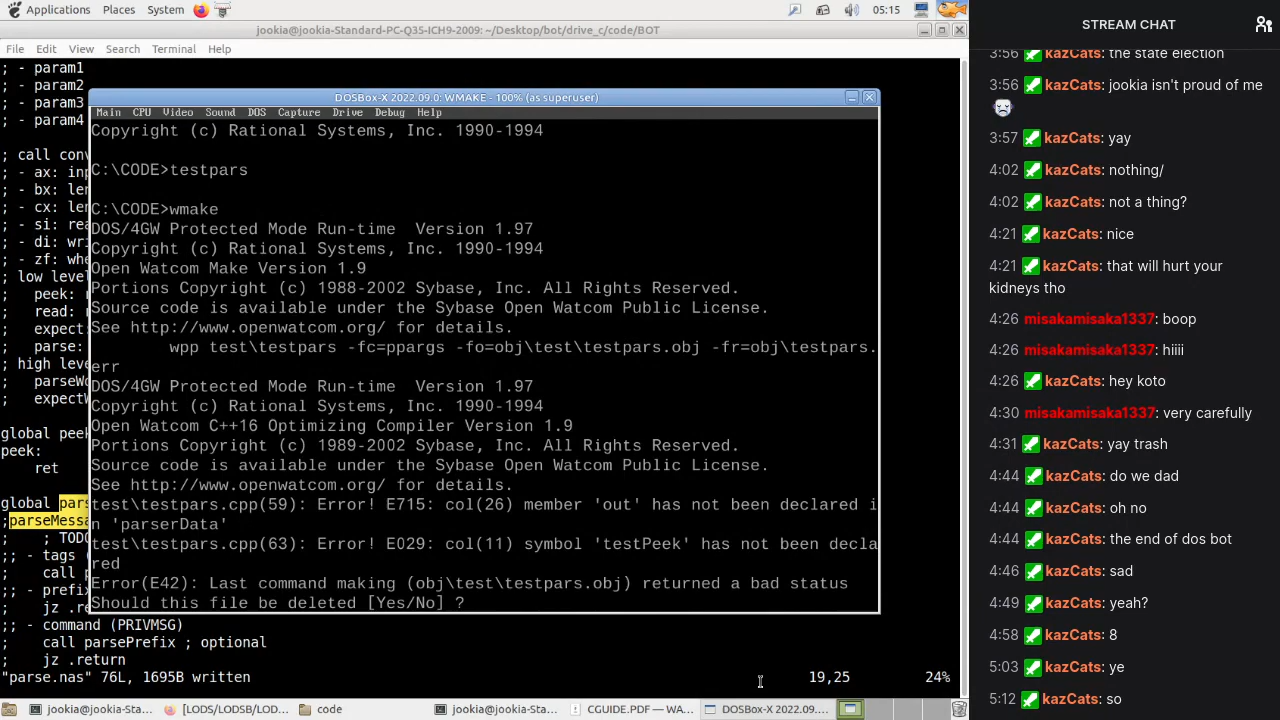 Applications Places System 05:15
jookia@jookia-Standard-PC-Q35-ICH9-2009: ~/Desktop/bot/drive_c/code/BOT
File Edit View Search Terminal Help
; - param1
; - param2
; - param3
; - param4
; call conv
; - ax: inp
; - bx: len
; - cx: len
; - si: rea
; - di: wri
; - zf: whe
; low level
; peek: r
; read: r
; expect:
; parse:
; high level
; parseWo
; expectW
global peek
peek:
ret
global pars
;parseMessa
; ; TODO
;; - tags (
; call p
;; - prefix
; jz .re
;; - command (PRIVMSG)
; call parsePrefix ; optional
; jz .return
"parse.nas" 76L, 1695B written 19,25 24%
DOSBox-X 2022.09.0: WMAKE - 100% (as superuser)
Main CPU Video Sound DOS Capture Drive Debug Help
Copyright (c) Rational Systems, Inc. 1990-1994
C:\CODE>testpars
C:\CODE>wmake
DOS/4GW Protected Mode Run-time  Version 1.97
Copyright (c) Rational Systems, Inc. 1990-1994
Open Watcom Make Version 1.9
Portions Copyright (c) 1988-2002 Sybase, Inc. All Rights Reserved.
Source code is available under the Sybase Open Watcom Public License.
See http://www.openwatcom.org/ for details.
wpp test\testpars -fc=ppargs -fo=obj\test\testpars.obj -fr=obj\testpars.
err
DOS/4GW Protected Mode Run-time  Version 1.97
Copyright (c) Rational Systems, Inc. 1990-1994
Open Watcom C++16 Optimizing Compiler Version 1.9
Portions Copyright (c) 1989-2002 Sybase, Inc. All Rights Reserved.
Source code is available under the Sybase Open Watcom Public License.
See http://www.openwatcom.org/ for details.
test\testpars.cpp(59): Error! E715: col(26) member 'out' has not been declared i
n 'parserData'
test\testpars.cpp(63): Error! E029: col(11) symbol 'testPeek' has not been decla
red
Error(E42): Last command making (obj\test\testpars.obj) returned a bad status
Should this file be deleted [Yes/No] ?
jookia@jookia-Sta...
[LODS/LODSB/LOD...
code
jookia@jookia-Sta...
CGUIDE.PDF — WA...
DOSBox-X 2022.09....
STREAM CHAT
3:56 kazCats: the state election
3:56 kazCats: jookia isn't proud of me
3:57 kazCats: yay
4:02 kazCats: nothing/
4:02 kazCats: not a thing?
4:21 kazCats: nice
4:21 kazCats: that will hurt your
kidneys tho
4:26 misakamisaka1337: boop
4:26 misakamisaka1337: hiiii
4:26 kazCats: hey koto
4:30 misakamisaka1337: very carefully
4:31 kazCats: yay trash
4:44 kazCats: do we dad
4:44 kazCats: oh no
4:44 kazCats: the end of dos bot
4:46 kazCats: sad
4:49 kazCats: yeah?
4:58 kazCats: 8
5:03 kazCats: ye
5:12 kazCats: so